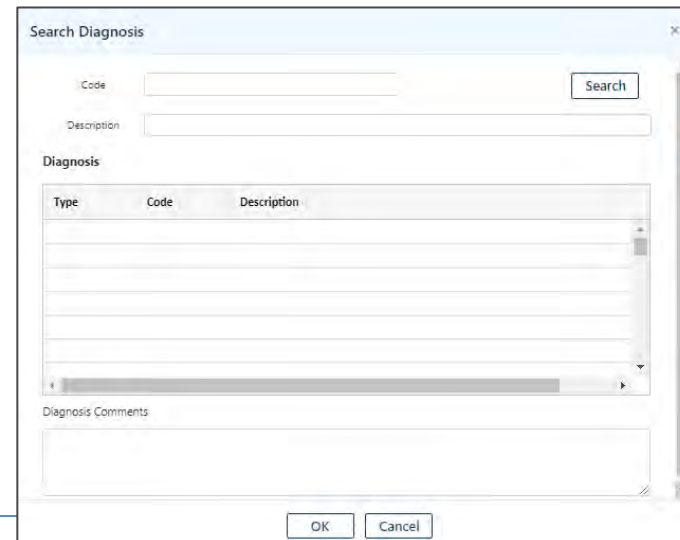 Search Diagnosis ×
Code Search
Description
Diagnosis
Type Code Description
Diagnosis Comments
OK Cancel